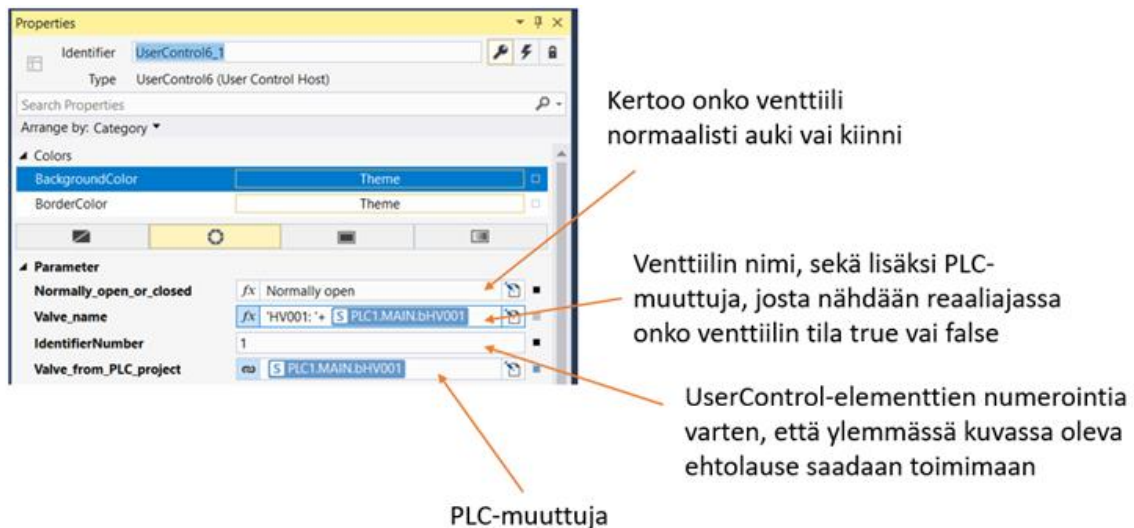 Properties
Identifier UserControl6_1
Type UserControl6 (User Control Host)
Search Properties
Arrange by: Category
Colors
BackgroundColor Theme
BorderColor Theme
Parameter
Normally_open_or_closed fx Normally open
Valve_name fx 'HV001: '+ S PLC1.MAIN.bHV001
IdentifierNumber 1
Valve_from_PLC_project S PLC1.MAIN.bHV001
Kertoo onko venttiili
normaalisti auki vai kiinni
Venttiilin nimi, sekä lisäksi PLC-
muuttuja, josta nähdään reaaliajassa
onko venttiilin tila true vai false
UserControl-elementtien numerointia
varten, että ylemmässä kuvassa oleva
ehtolause saadaan toimimaan
PLC-muuttuja